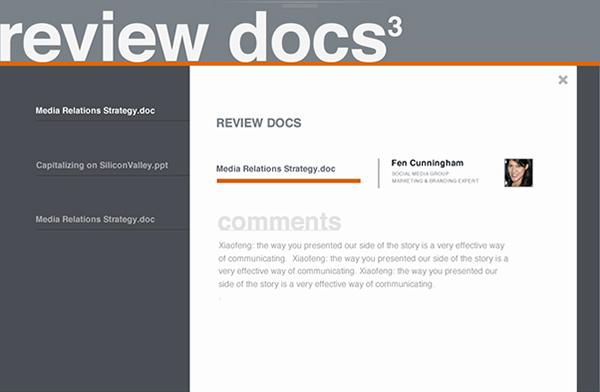 review docs³
Media Relations Strategy.doc
Capitalizing on SiliconValley.ppt
Media Relations Strategy.doc
REVIEW DOCS
Media Relations Strategy.doc
Fen Cunningham
SOCIAL MEDIA GROUP
MARKETING & BRANDING EXPERT
comments
Xiaofeng: the way you presented our side of the story is a very effective way
of communicating. Xiaofeng: the way you presented our side of the story is a
very effective way of communicating. Xiaofeng: the way you presented our
side of the story is a very effective way of communicating.
.